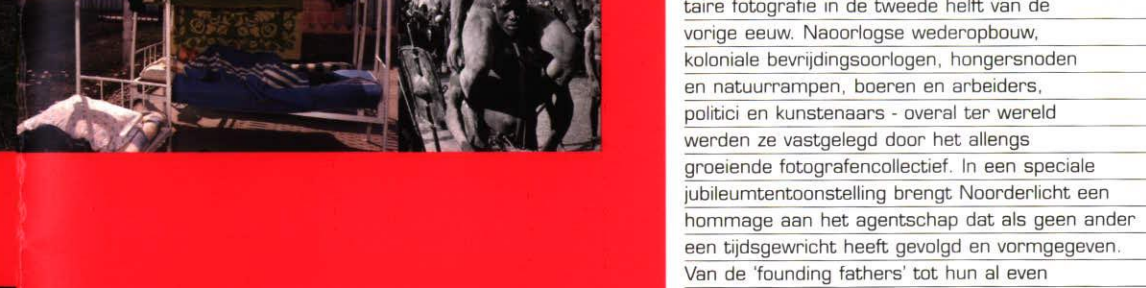 taire fotografie in de tweede helft van de
vorige eeuw. Naoorlogse wederopbouw,
koloniale bevrijdingsoorlogen, hongersnoden
en natuurrampen, boeren en arbeiders,
politici en kunstenaars - overal ter wereld
werden ze vastgelegd door het allengs
groeiende fotografencollectief. In een speciale
jubileumtentoonstelling brengt Noorderlicht een
hommage aan het agentschap dat als geen ander
een tijdsgewricht heeft gevolgd en vormgegeven.
Van de 'founding fathers' tot hun al even